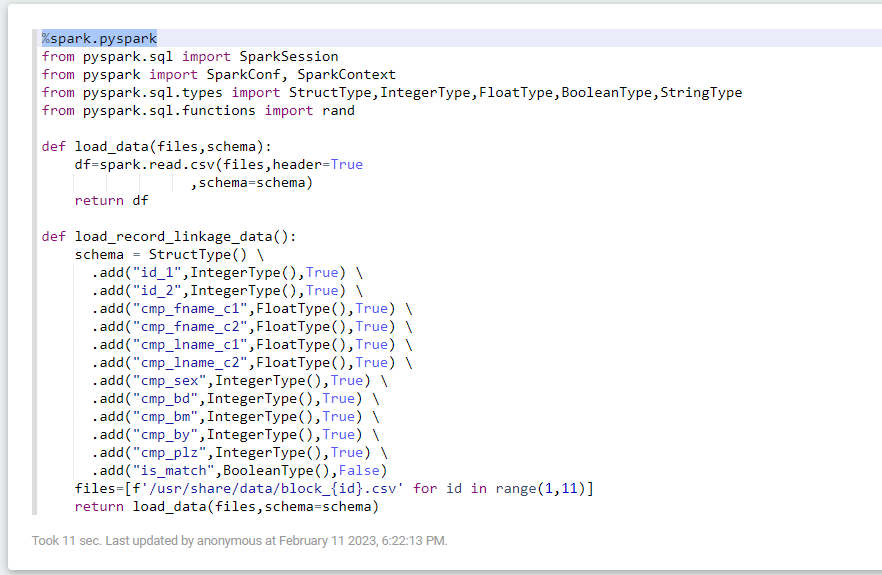 %spark.pyspark
from pyspark.sql import SparkSession
from pyspark import SparkConf, SparkContext
from pyspark.sql.types import StructType,IntegerType,FloatType,BooleanType,StringType
from pyspark.sql.functions import rand

def load_data(files,schema):
    df=spark.read.csv(files,header=True
                  ,schema=schema)
    return df

def load_record_linkage_data():
    schema = StructType() \
      .add("id_1",IntegerType(),True) \
      .add("id_2",IntegerType(),True) \
      .add("cmp_fname_c1",FloatType(),True) \
      .add("cmp_fname_c2",FloatType(),True) \
      .add("cmp_lname_c1",FloatType(),True) \
      .add("cmp_lname_c2",FloatType(),True) \
      .add("cmp_sex",IntegerType(),True) \
      .add("cmp_bd",IntegerType(),True) \
      .add("cmp_bm",IntegerType(),True) \
      .add("cmp_by",IntegerType(),True) \
      .add("cmp_plz",IntegerType(),True) \
      .add("is_match",BooleanType(),False)
    files=[f'/usr/share/data/block_{id}.csv' for id in range(1,11)]
    return load_data(files,schema=schema)
Took 11 sec. Last updated by anonymous at February 11 2023, 6:22:13 PM.